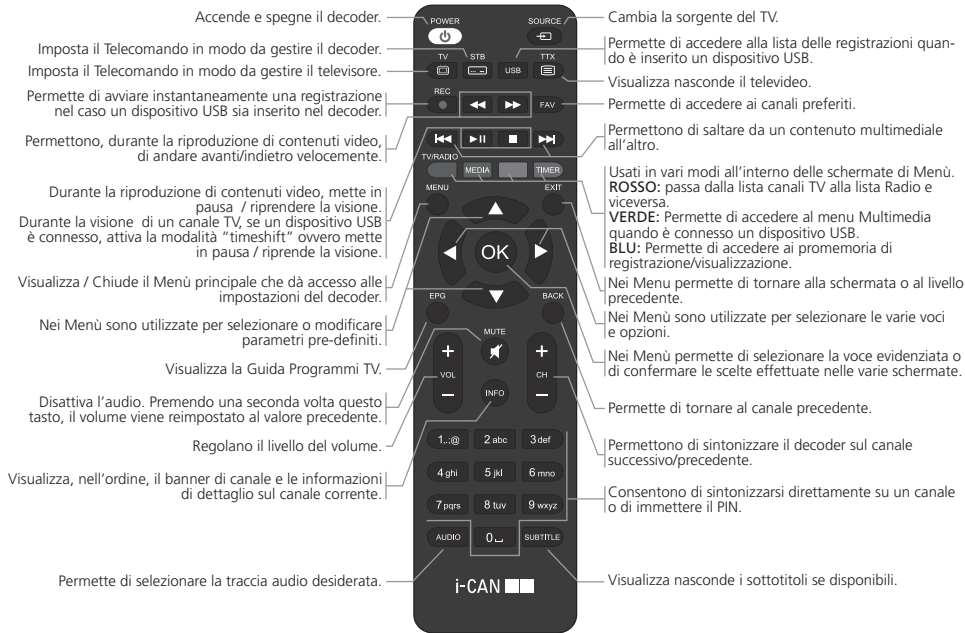 Accende e spegne il decoder.
Imposta il Telecomando in modo da gestire il decoder.
Imposta il Telecomando in modo da gestire il televisore.
Permette di avviare instantaneamente una registrazione
nel caso un dispositivo USB sia inserito nel decoder.
Permettono, durante la riproduzione di contenuti video,
di andare avanti/indietro velocemente.
Durante la riproduzione di contenuti video, mette in
pausa / riprendere la visione.
Durante la visione di un canale TV, se un dispositivo USB
è connesso, attiva la modalità "timeshift" ovvero mette
in pausa / riprende la visione.
Visualizza / Chiude il Menù principale che dà accesso alle
impostazioni del decoder.
Nei Menù sono utilizzate per selezionare o modificare
parametri pre-definiti.
Visualizza la Guida Programmi TV.
Disattiva l'audio. Premendo una seconda volta questo
tasto, il volume viene reimpostato al valore precedente.
Regolano il livello del volume.
Visualizza, nell'ordine, il banner di canale e le informazioni
di dettaglio sul canale corrente.
Permette di selezionare la traccia audio desiderata.
POWER
SOURCE
TV
STB
USB
TTX
REC
FAV
TV/RADIO
MEDIA
TIMER
MENU
EXIT
OK
EPG
BACK
MUTE
+
+
VOL
CH
–
–
INFO
1.,:@
2 abc
3 def
4 ghi
5 jkl
6 mno
7 pqrs
8 tuv
9 wxyz
AUDIO
0
SUBTITLE
i-CAN
Cambia la sorgente del TV.
Permette di accedere alla lista delle registrazioni quan-
do è inserito un dispositivo USB.
Visualizza nasconde il televideo.
Permette di accedere ai canali preferiti.
Permettono di saltare da un contenuto multimediale
all'altro.
Usati in vari modi all'interno delle schermate di Menù.
ROSSO: passa dalla lista canali TV alla lista Radio e
viceversa.
VERDE: Permette di accedere al menu Multimedia
quando è connesso un dispositivo USB.
BLU: Permette di accedere ai promemoria di
registrazione/visualizzazione.
Nei Menu permette di tornare alla schermata o al livello
precedente.
Nei Menù sono utilizzate per selezionare le varie voci
e opzioni.
Nei Menù permette di selezionare la voce evidenziata o
di confermare le scelte effettuate nelle varie schermate.
Permette di tornare al canale precedente.
Permettono di sintonizzare il decoder sul canale
successivo/precedente.
Consentono di sintonizzarsi direttamente su un canale
o di immettere il PIN.
Visualizza nasconde i sottotitoli se disponibili.